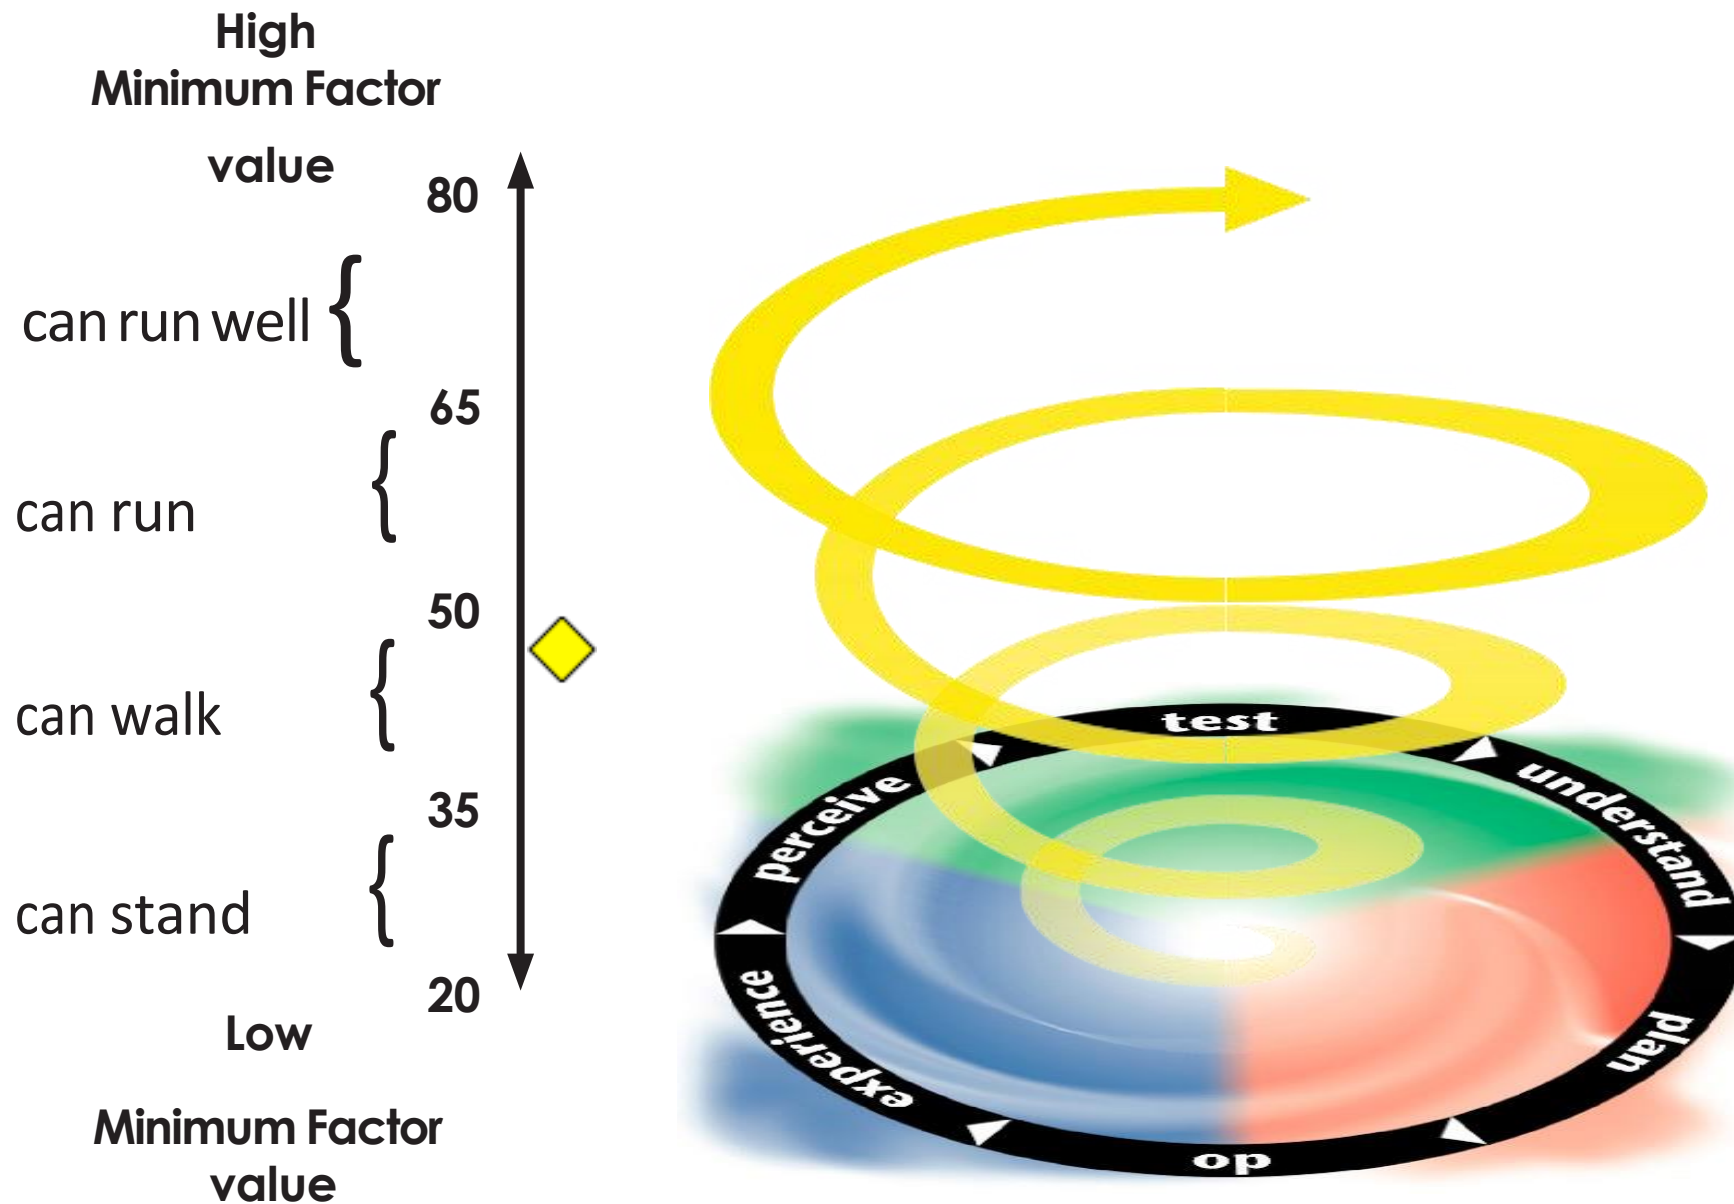 High
Minimum Factor
value
80
can run well {
65
can run {
50
can walk {
35
can stand {
20
Low
Minimum Factor
value
test
understand
plan
do
experience
perceive